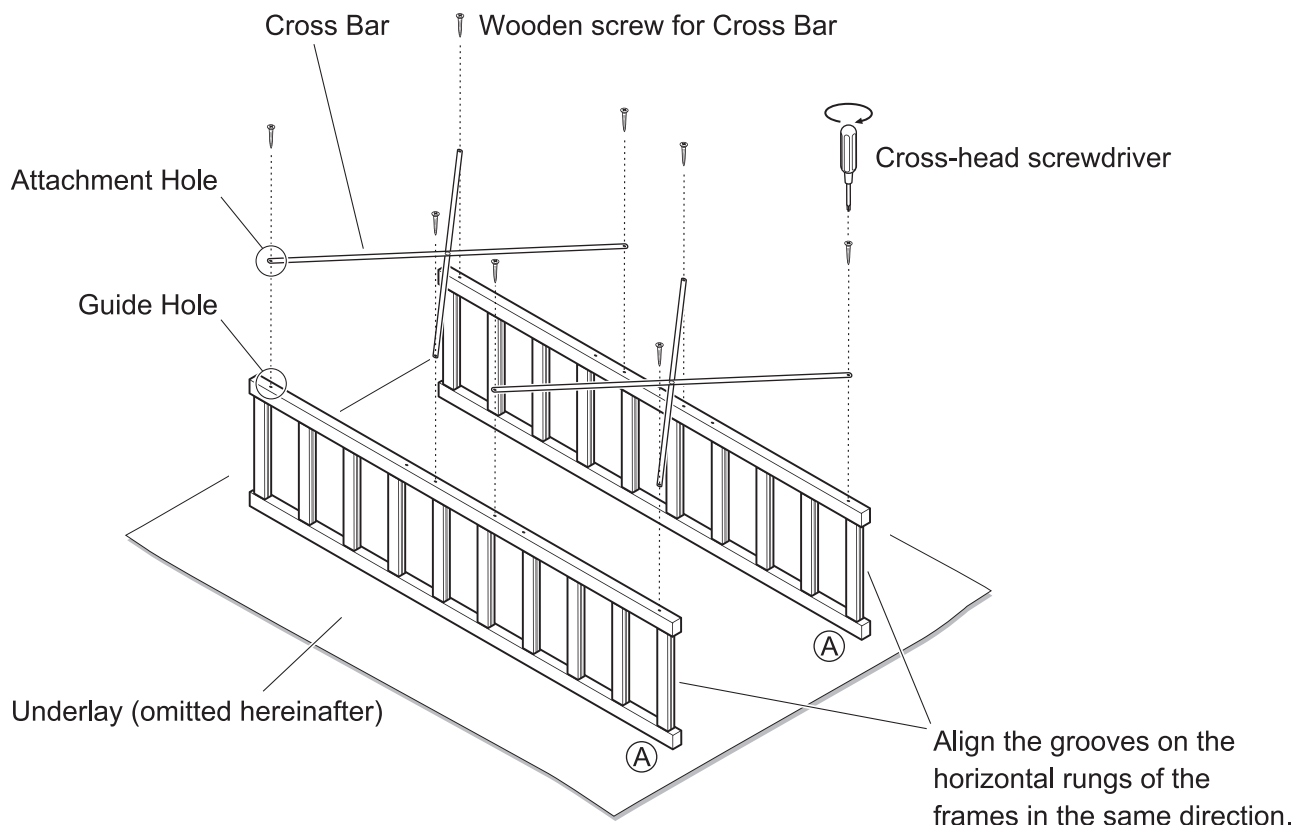 Cross Bar
Wooden screw for Cross Bar
Cross-head screwdriver
Attachment Hole
Guide Hole
Underlay (omitted hereinafter)
A
A
Align the grooves on the
horizontal rungs of the
frames in the same direction.